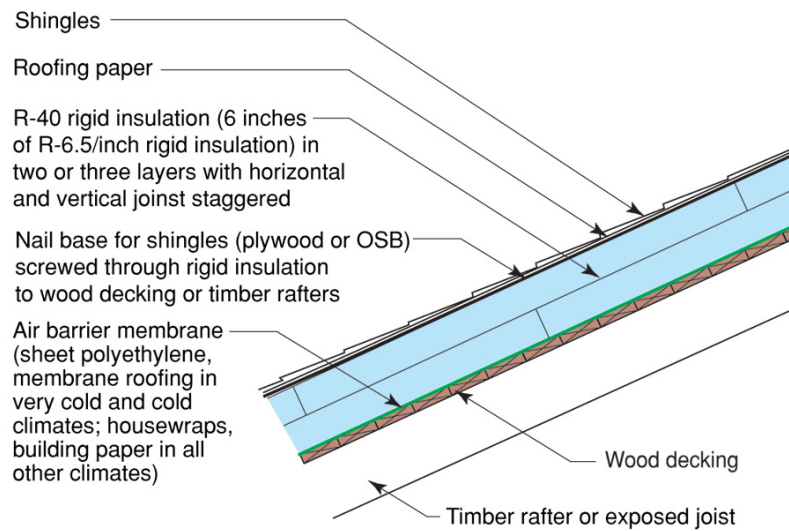 Shingles
Roofing paper
R-40 rigid insulation (6 inches
of R-6.5/inch rigid insulation) in
two or three layers with horizontal
and vertical joinst staggered
Nail base for shingles (plywood or OSB)
screwed through rigid insulation
to wood decking or timber rafters
Air barrier membrane
(sheet polyethylene,
membrane roofing in
very cold and cold
climates; housewraps,
building paper in all
other climates)
Wood decking
Timber rafter or exposed joist